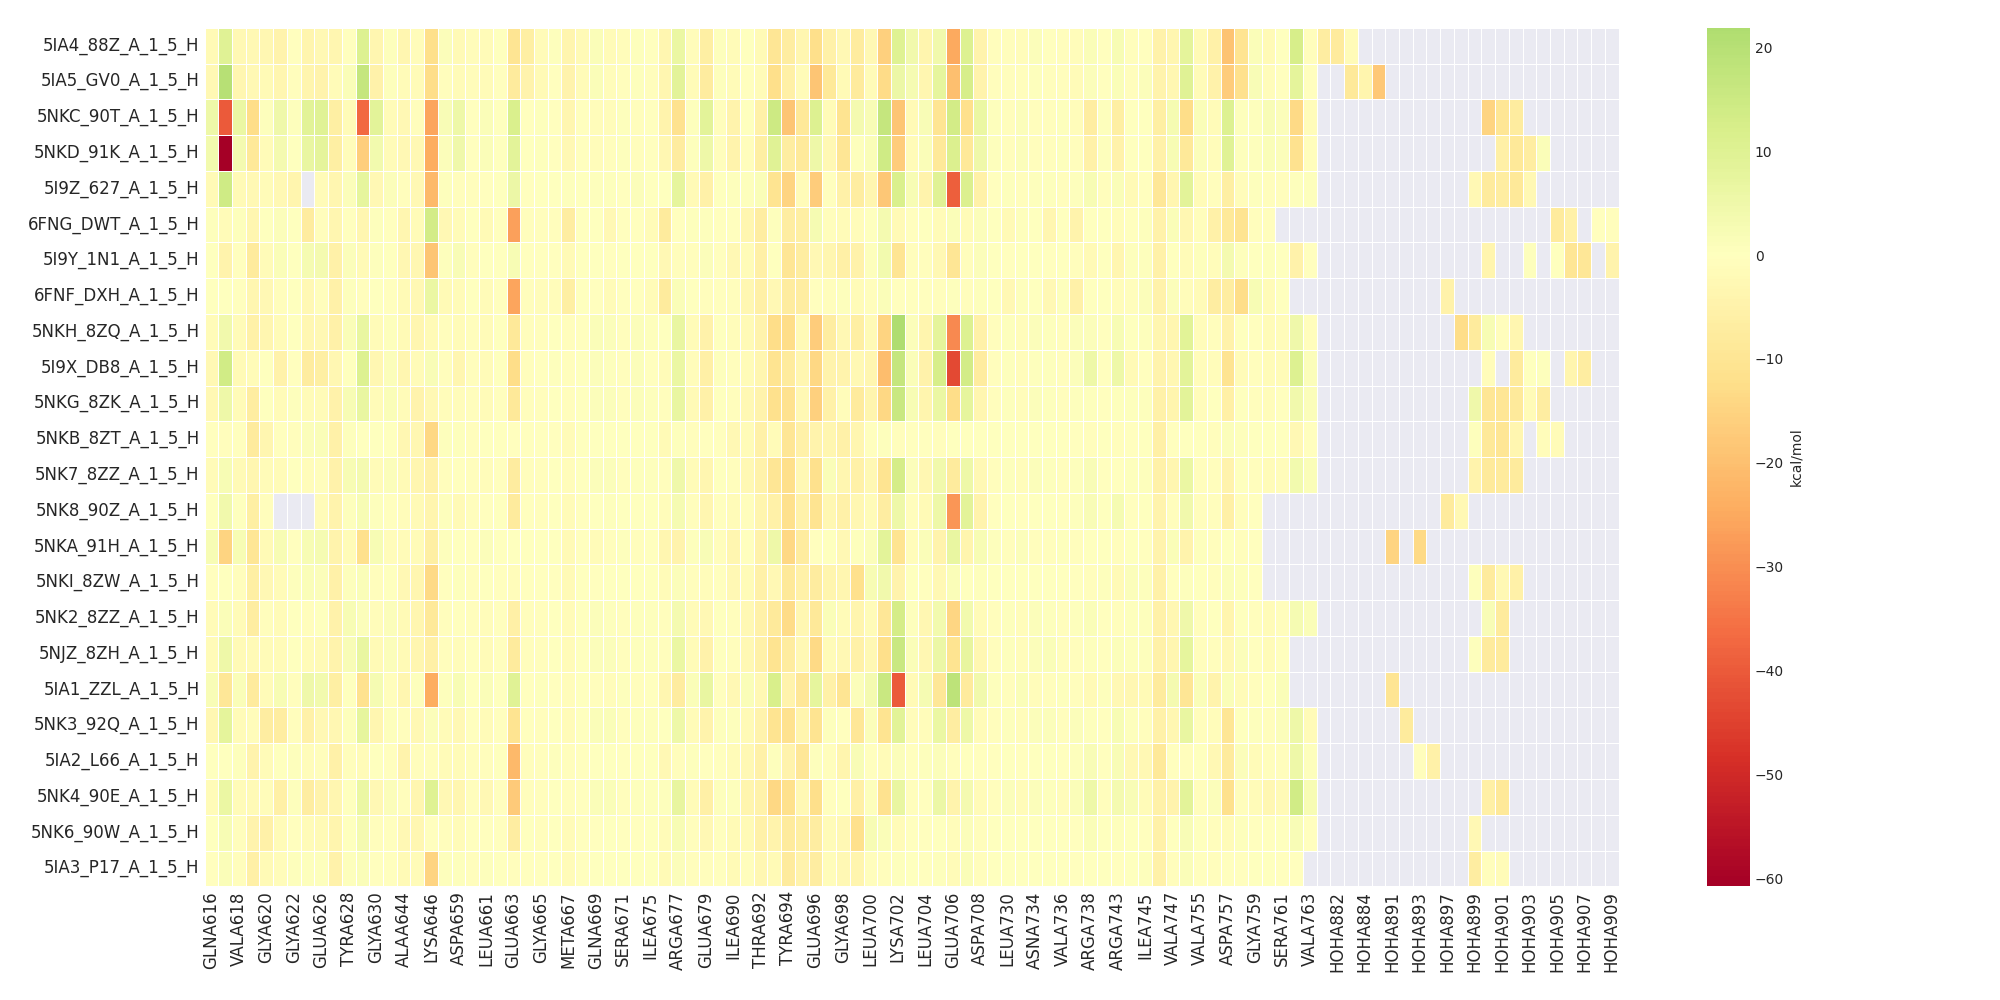 5IA4_88Z_A_1_5_H
5IA5_GV0_A_1_5_H
5NKC_90T_A_1_5_H
5NKD_91K_A_1_5_H
5I9Z_627_A_1_5_H
6FNG_DWT_A_1_5_H
5I9Y_1N1_A_1_5_H
6FNF_DXH_A_1_5_H
5NKH_8ZQ_A_1_5_H
5I9X_DB8_A_1_5_H
5NKG_8ZK_A_1_5_H
5NKB_8ZT_A_1_5_H
5NK7_8ZZ_A_1_5_H
5NK8_90Z_A_1_5_H
5NKA_91H_A_1_5_H
5NKI_8ZW_A_1_5_H
5NK2_8ZZ_A_1_5_H
5NJZ_8ZH_A_1_5_H
5IA1_ZZL_A_1_5_H
5NK3_92Q_A_1_5_H
5IA2_L66_A_1_5_H
5NK4_90E_A_1_5_H
5NK6_90W_A_1_5_H
5IA3_P17_A_1_5_H
GLNA616
VALA618
GLYA620
GLYA622
GLUA626
TYRA628
GLYA630
ALAA644
LYSA646
ASPA659
LEUA661
GLUA663
GLYA665
META667
GLNA669
SERA671
ILEA675
ARGA677
GLUA679
ILEA690
THRA692
TYRA694
GLUA696
GLYA698
LEUA700
LYSA702
LEUA704
GLUA706
ASPA708
LEUA730
ASNA734
VALA736
ARGA738
ARGA743
ILEA745
VALA747
VALA755
ASPA757
GLYA759
SERA761
VALA763
HOHA882
HOHA884
HOHA891
HOHA893
HOHA897
HOHA899
HOHA901
HOHA903
HOHA905
HOHA907
HOHA909
20
10
0
−10
−20
−30
−40
−50
−60
kcal/mol